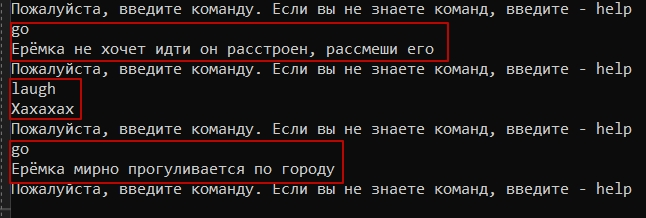 Пожалуйста, введите команду. Если вы не знаете команд, введите - help
go
Ерёмка не хочет идти он расстроен, рассмеши его
Пожалуйста, введите команду. Если вы не знаете команд, введите - help
laugh
Хахахах
Пожалуйста, введите команду. Если вы не знаете команд, введите - help
go
Ерёмка мирно прогуливается по городу
Пожалуйста, введите команду. Если вы не знаете команд, введите - help